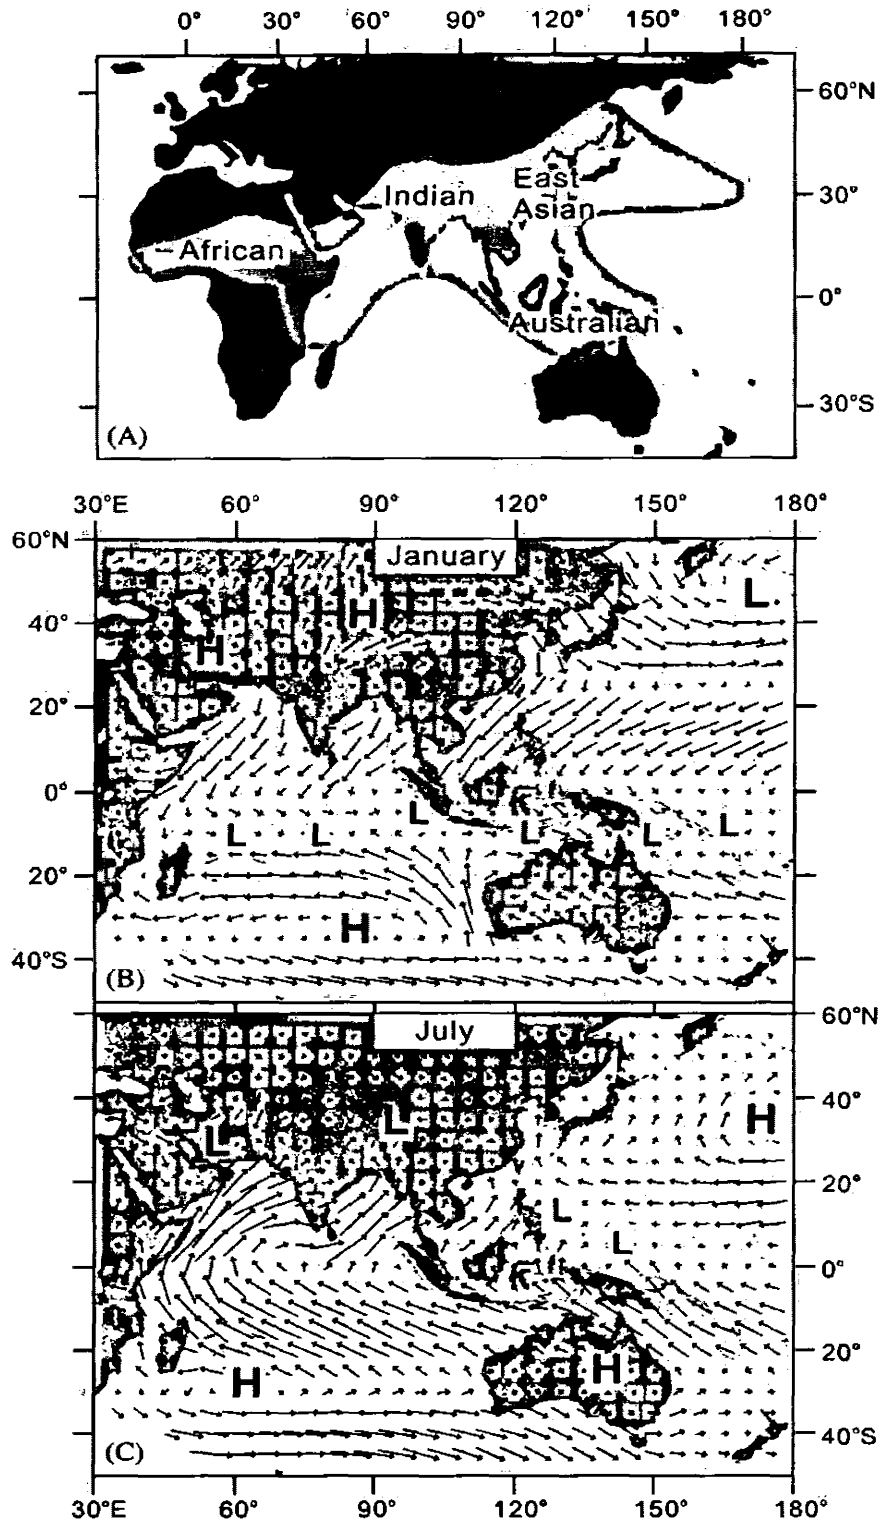 0° 30° 60° 90° 120° 150° 180°
60°N
30°
0°
30°S
African
Indian
East
Asian
Australian
(A)
30°E 60° 90° 120° 150° 180°
60°N
40°
20°
0°
20°
40°S
January
H
H
L
L
L
L
L
L
L
H
(B)
July
60°N
40°
20°
0°
20°
40°S
L
L
H
L
L
H
H
(C)
30°E 60° 90° 120° 150° 180°